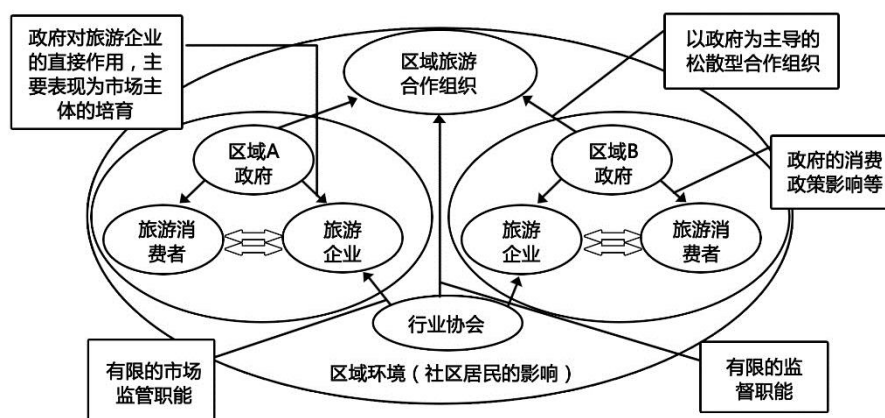 政府对旅游企业
的直接作用，主
要表现为市场主
体的培育
区域旅游
合作组织
以政府为主导的
松散型合作组织
区域A
政府
区域B
政府
政府的消费
政策影响等
旅游消
费者
旅游
企业
旅游
企业
旅游消
费者
行业协会
有限的市场
监管职能
区域环境（社区居民的影响）
有限的监
督职能